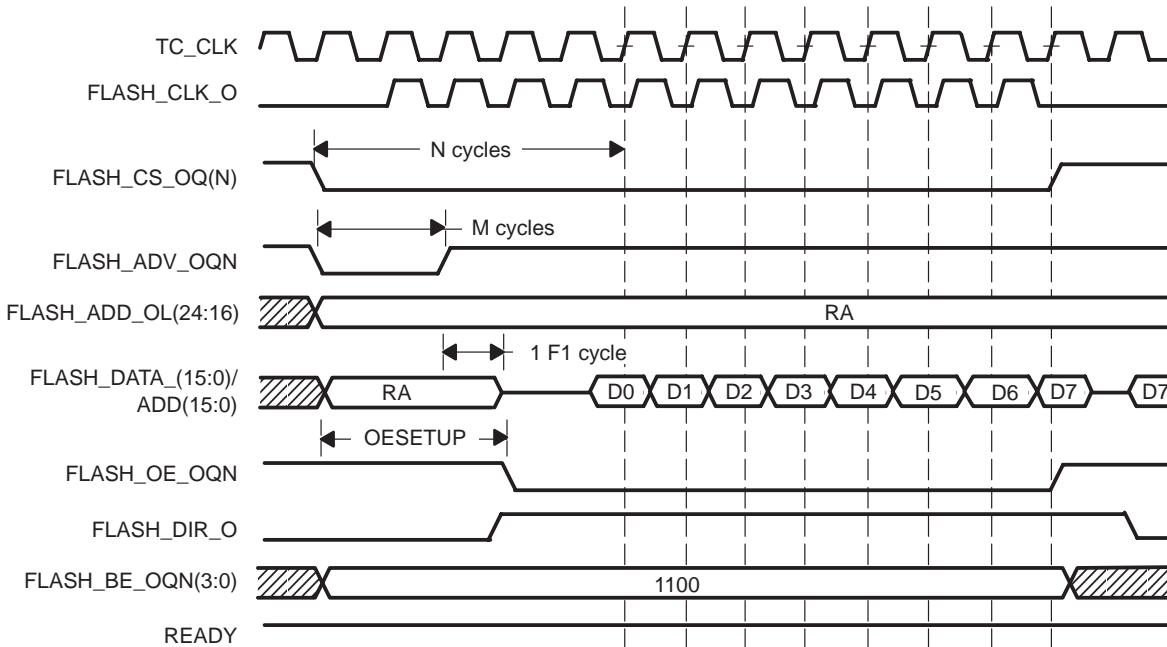 TC_CLK
FLASH_CLK_O
N cycles
FLASH_CS_OQ(N)
M cycles
FLASH_ADV_OQN
FLASH_ADD_OL(24:16)
RA
1 F1 cycle
FLASH_DATA_(15:0)/
ADD(15:0)
RA
D0 D1 D2 D3 D4 D5 D6 D7 D7
OESETUP
FLASH_OE_OQN
FLASH_DIR_O
FLASH_BE_OQN(3:0)
1100
READY